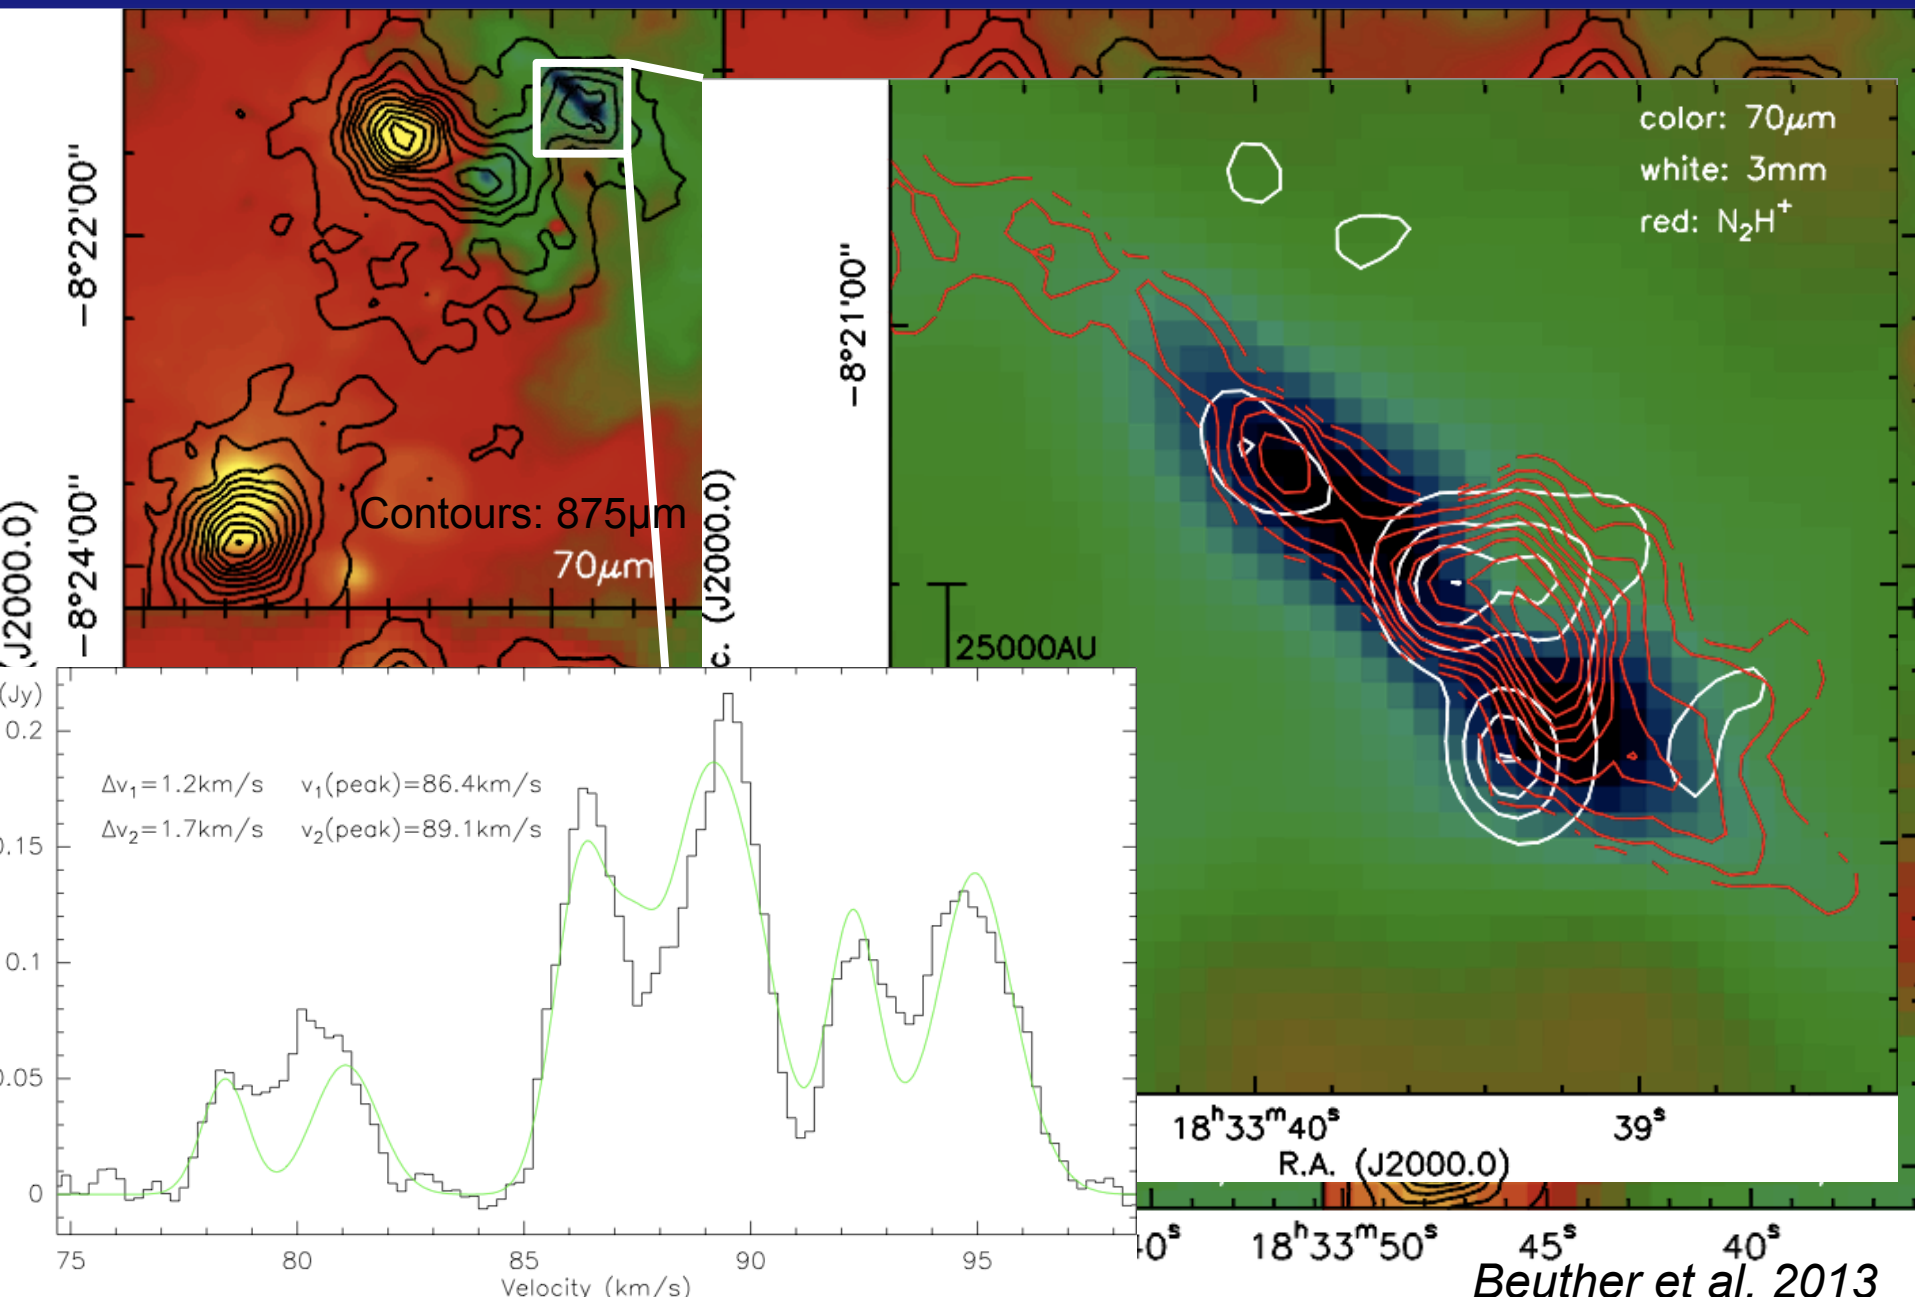 color: 70μm
white: 3mm
red: N₂H⁺
−8°22'00"
−8°21'00"
Contours: 875μm
70μm
−8°24'00"
(J2000.0)
c. (J2000.0)
25000AU
(Jy)
0.2
0.15
0.1
0.05
0
Δv₁=1.2km/s v₁(peak)=86.4km/s
Δv₂=1.7km/s v₂(peak)=89.1km/s
18ʰ33ᵐ40ˢ 39ˢ
R.A. (J2000.0)
75 80 85 90 95
Velocity (km/s)
0ˢ 18ʰ33ᵐ50ˢ 45ˢ 40ˢ
Beuther et al. 2013